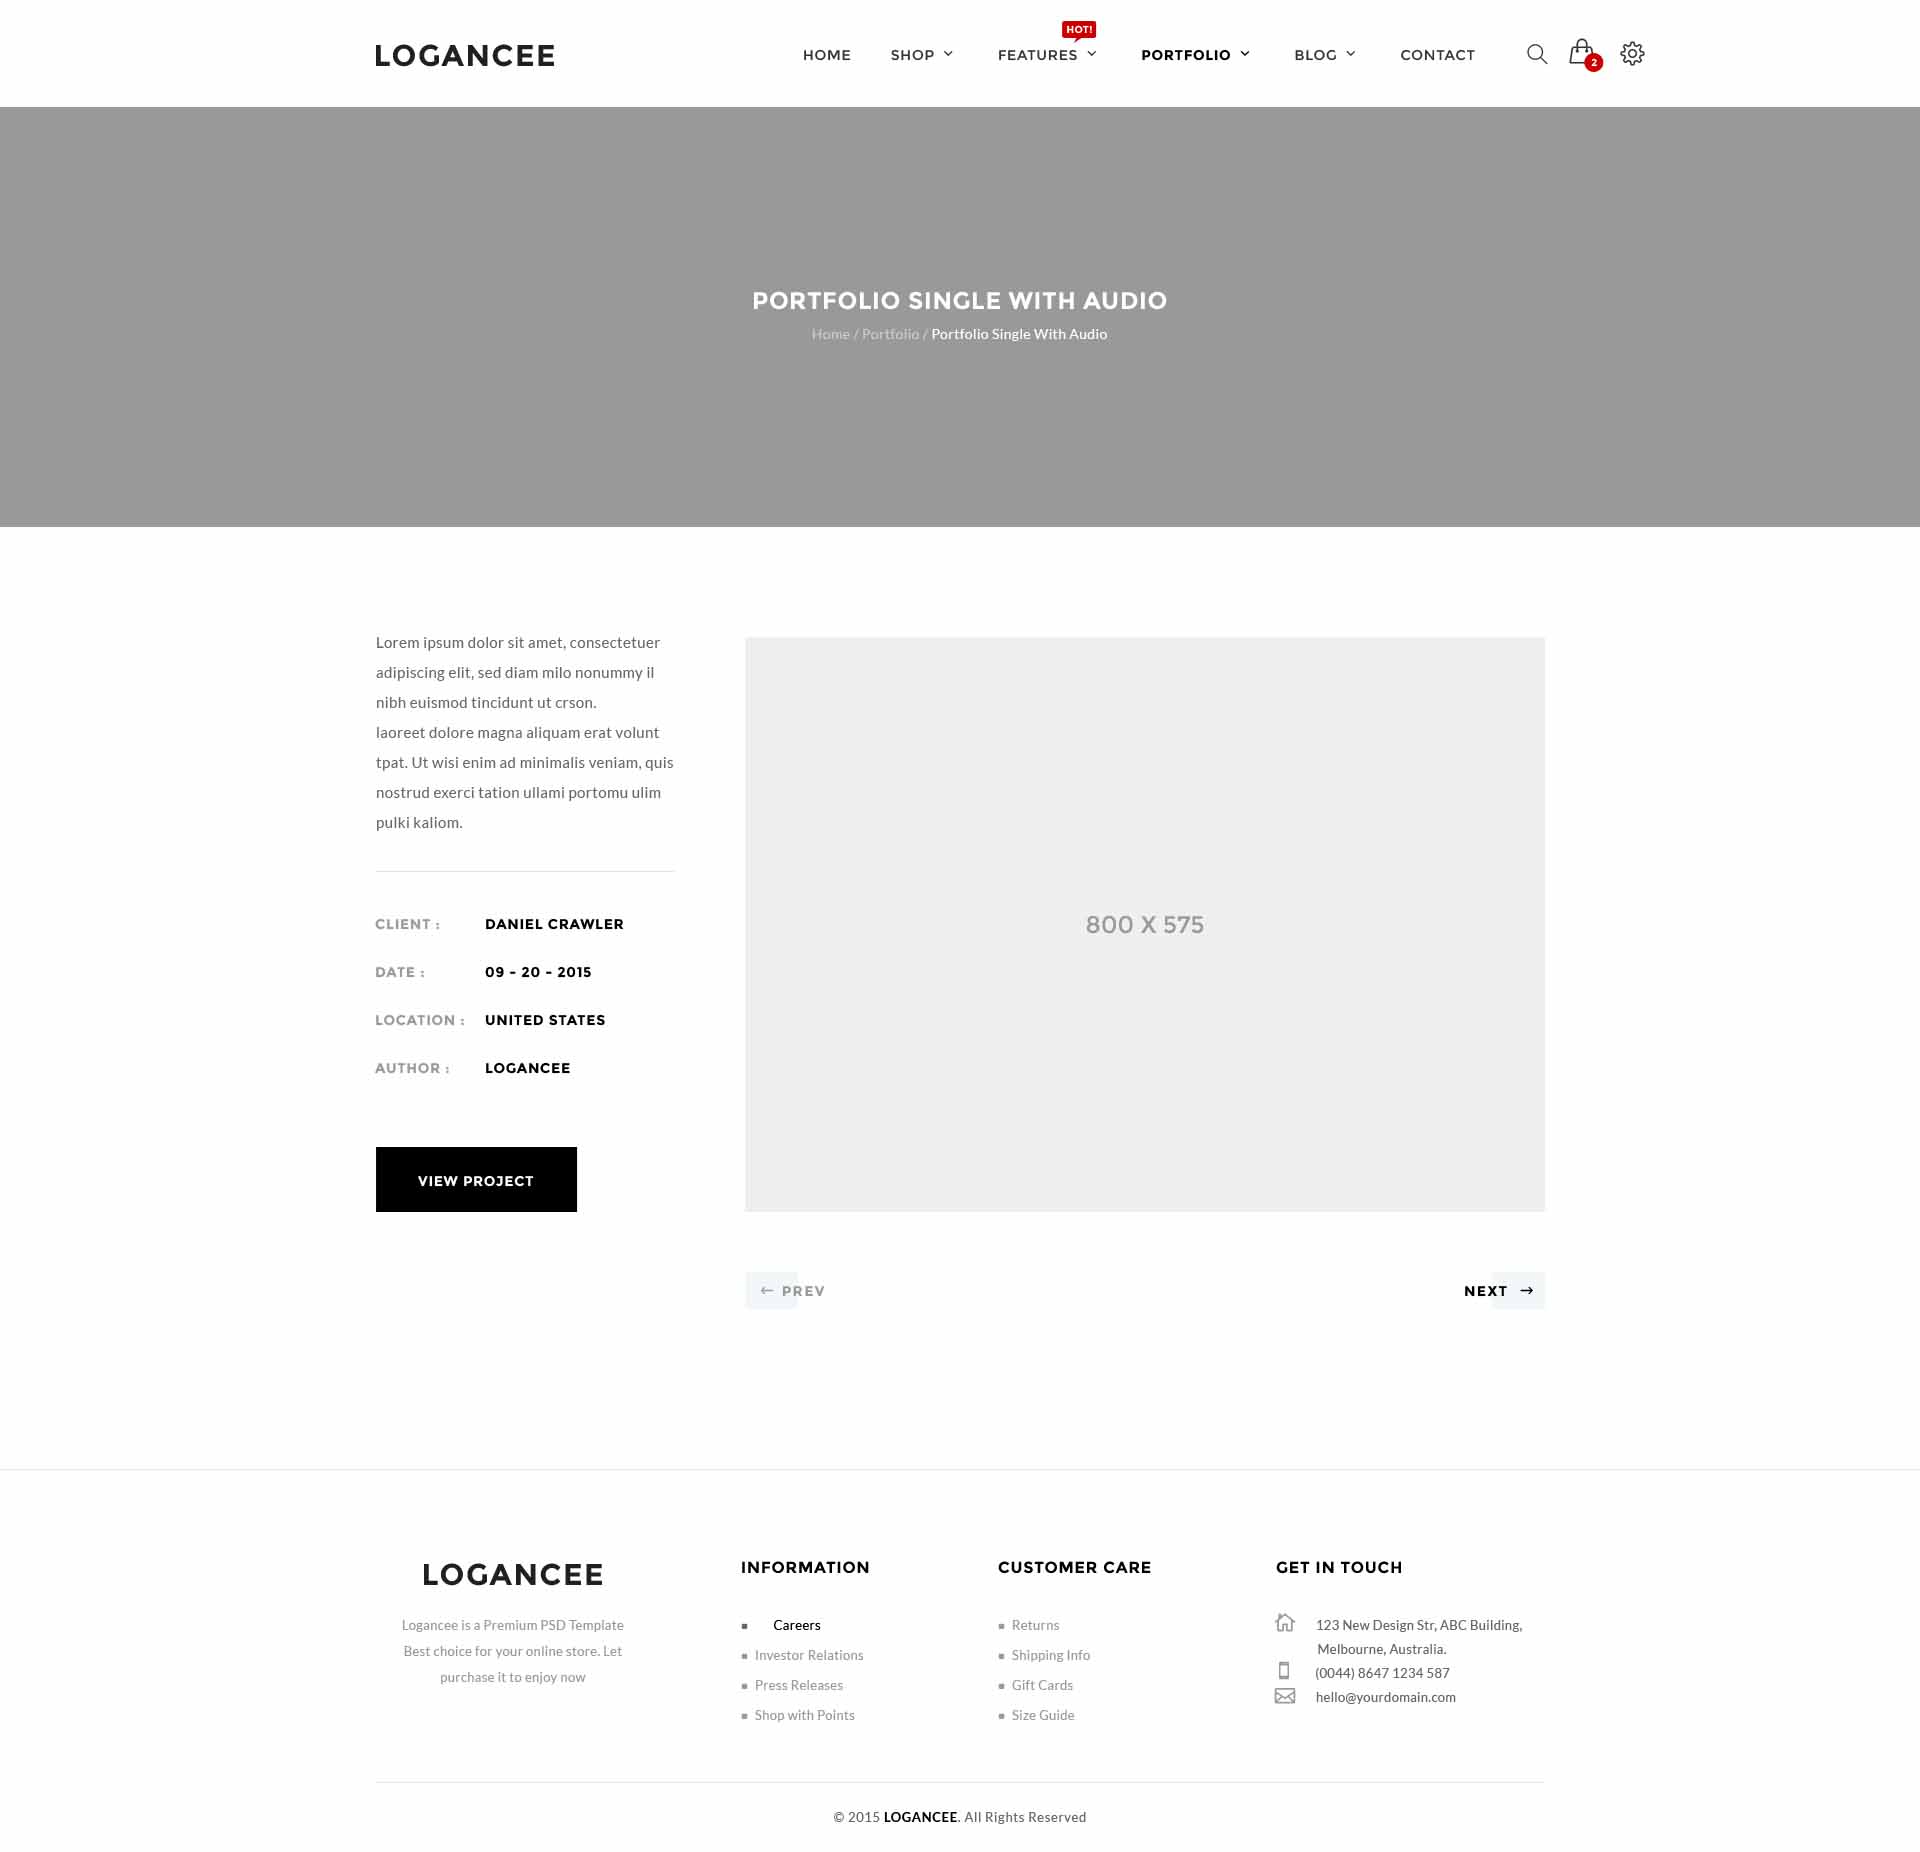 LOGANCEE
HOME SHOP FEATURES HOT! PORTFOLIO BLOG CONTACT 2
PORTFOLIO SINGLE WITH AUDIO
Home / Portfolio / Portfolio Single With Audio
Lorem ipsum dolor sit amet, consectetuer
adipiscing elit, sed diam milo nonummy il
nibh euismod tincidunt ut crson.
laoreet dolore magna aliquam erat volunt
tpat. Ut wisi enim ad minimalis veniam, quis
nostrud exerci tation ullami portomu ulim
pulki kaliom.
CLIENT : DANIEL CRAWLER
DATE : 09 - 20 - 2015
LOCATION : UNITED STATES
AUTHOR : LOGANCEE
VIEW PROJECT
800 X 575
← PREV
NEXT →
LOGANCEE
Logancee is a Premium PSD Template
Best choice for your online store. Let
purchase it to enjoy now
INFORMATION
Careers
Investor Relations
Press Releases
Shop with Points
CUSTOMER CARE
Returns
Shipping Info
Gift Cards
Size Guide
GET IN TOUCH
123 New Design Str, ABC Building,
Melbourne, Australia.
(0044) 8647 1234 587
hello@yourdomain.com
© 2015 LOGANCEE. All Rights Reserved